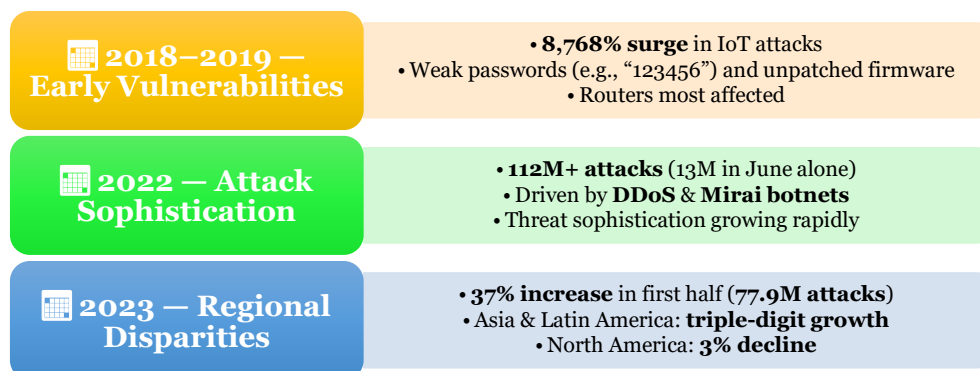 2018–2019 —
Early Vulnerabilities
• 8,768% surge in IoT attacks
• Weak passwords (e.g., “123456”) and unpatched firmware
• Routers most affected
2022 — Attack
Sophistication
• 112M+ attacks (13M in June alone)
• Driven by DDoS & Mirai botnets
• Threat sophistication growing rapidly
2023 — Regional
Disparities
• 37% increase in first half (77.9M attacks)
• Asia & Latin America: triple-digit growth
• North America: 3% decline